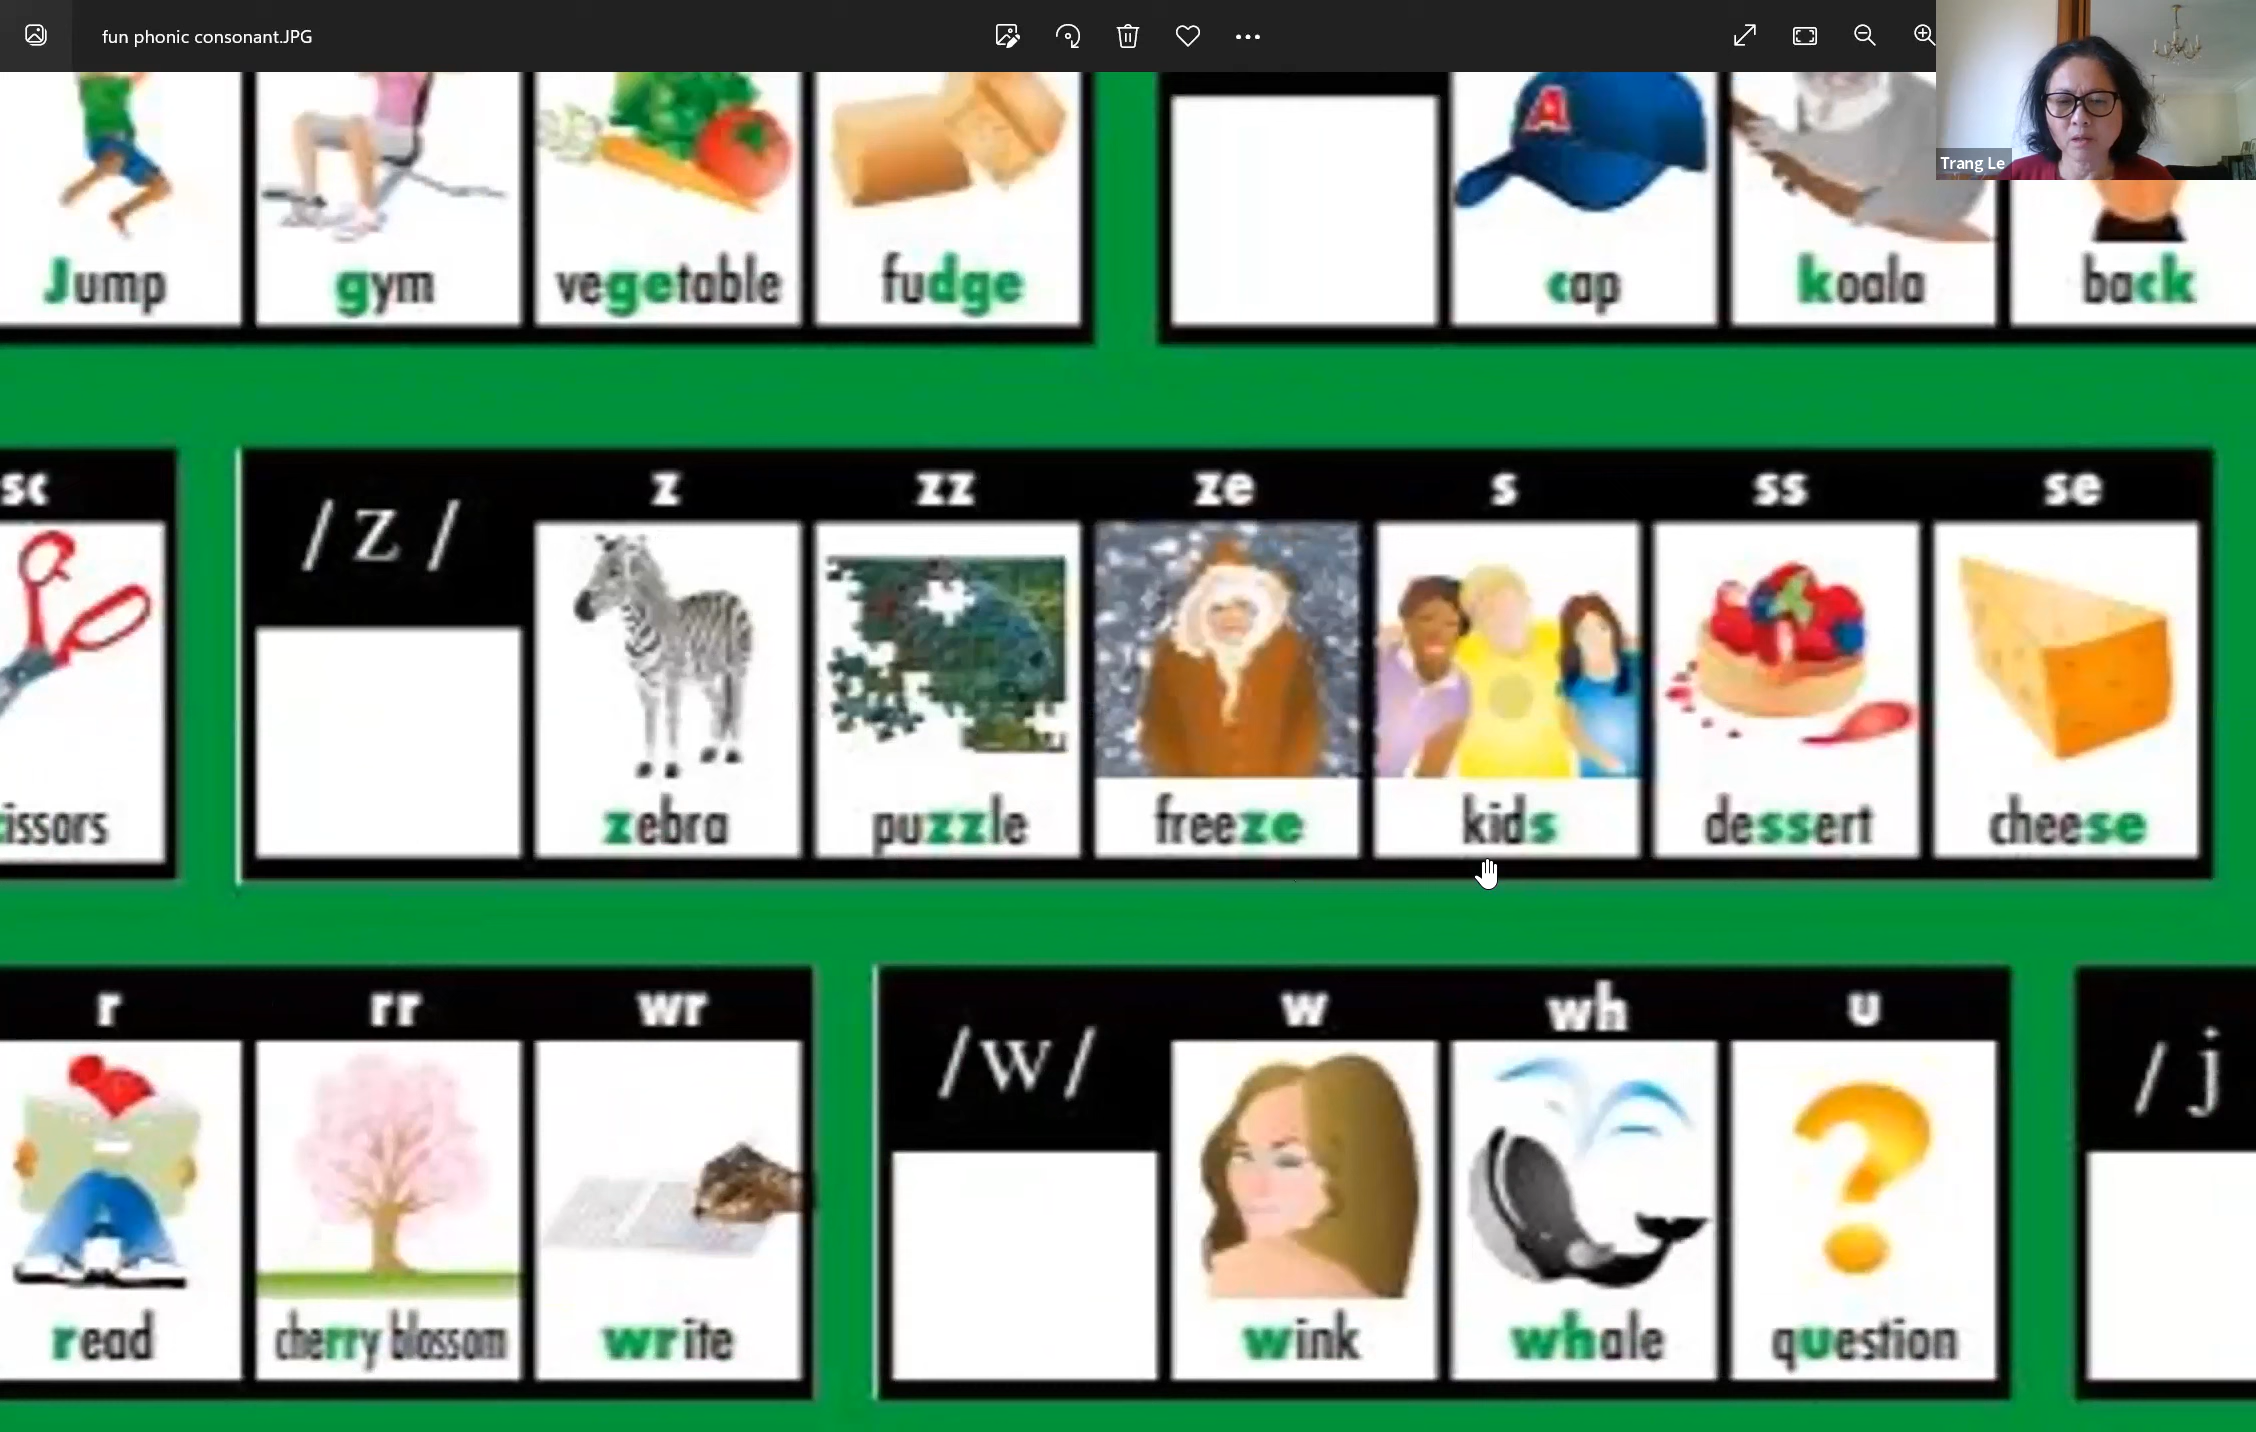 fun phonic consonant.JPG
Trang Le
A
Jump gym vegetable fudge
cap koala back
sc
issors
/ z / z zz ze s ss se
zebra puzzle freeze kids dessert cheese
r rr wr
read cherry blossom write
/w/ w wh u
wink whale question
/ j